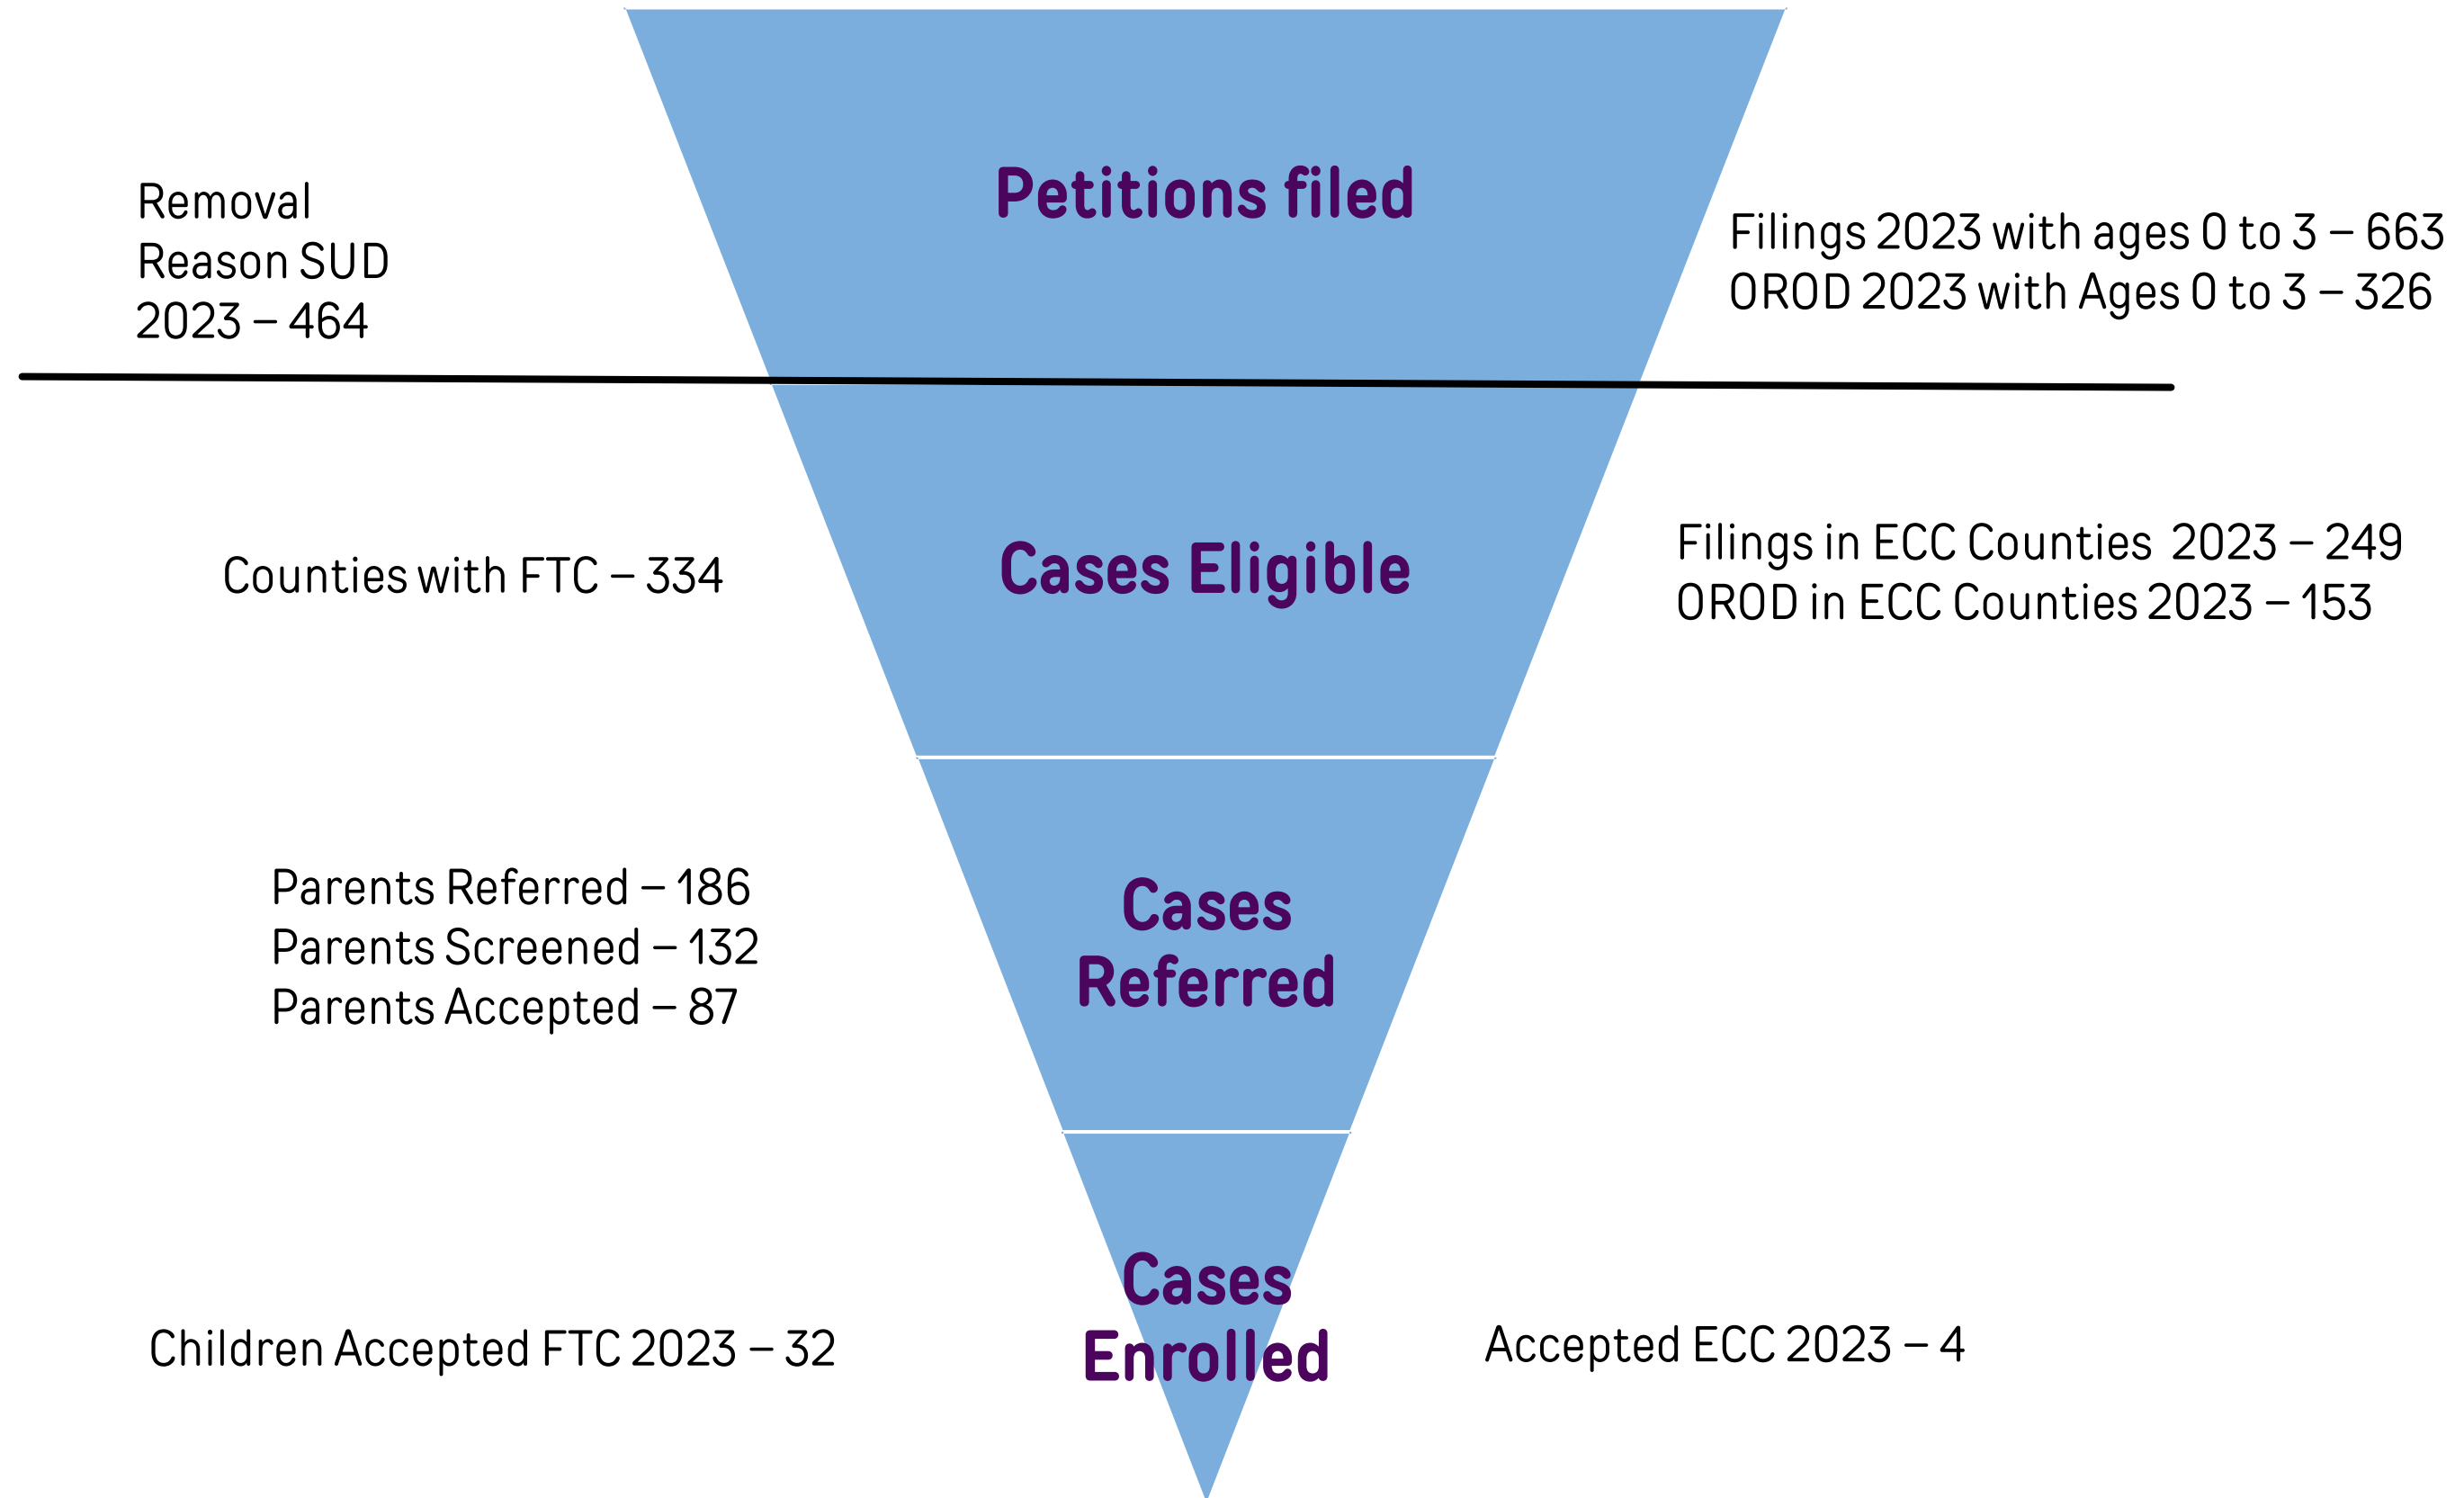 Petitions filed
Removal
Reason SUD
2023 – 464
Filings 2023 with ages 0 to 3 – 663
OROD 2023 with Ages 0 to 3 – 326
Cases Eligible
Counties with FTC – 334
Filings in ECC Counties 2023 – 249
OROD in ECC Counties 2023 – 153
Cases
Referred
Parents Referred – 186
Parents Screened – 132
Parents Accepted – 87
Cases
Enrolled
Children Accepted FTC 2023 – 32
Accepted ECC 2023 – 4